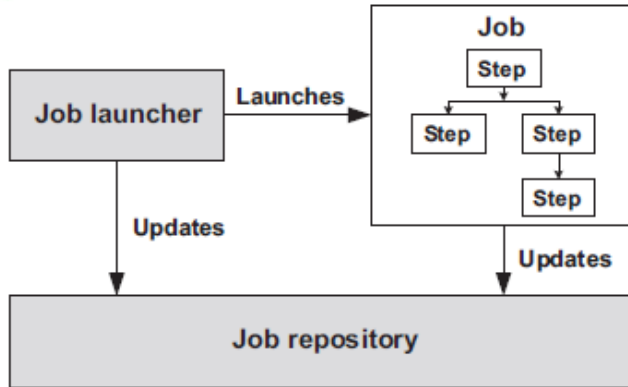 Job
Step
Launches
Job launcher
Step
Step
Step
Updates
Updates
Job repository